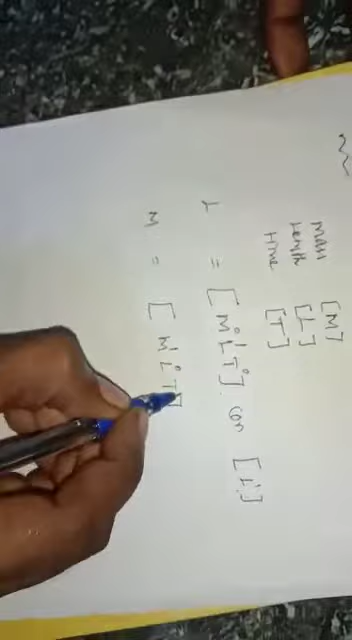 Mass [M]
Length [L]
Time [T]
L = [M⁰L¹T⁰] (or) [L¹]
M = [M¹L⁰T]